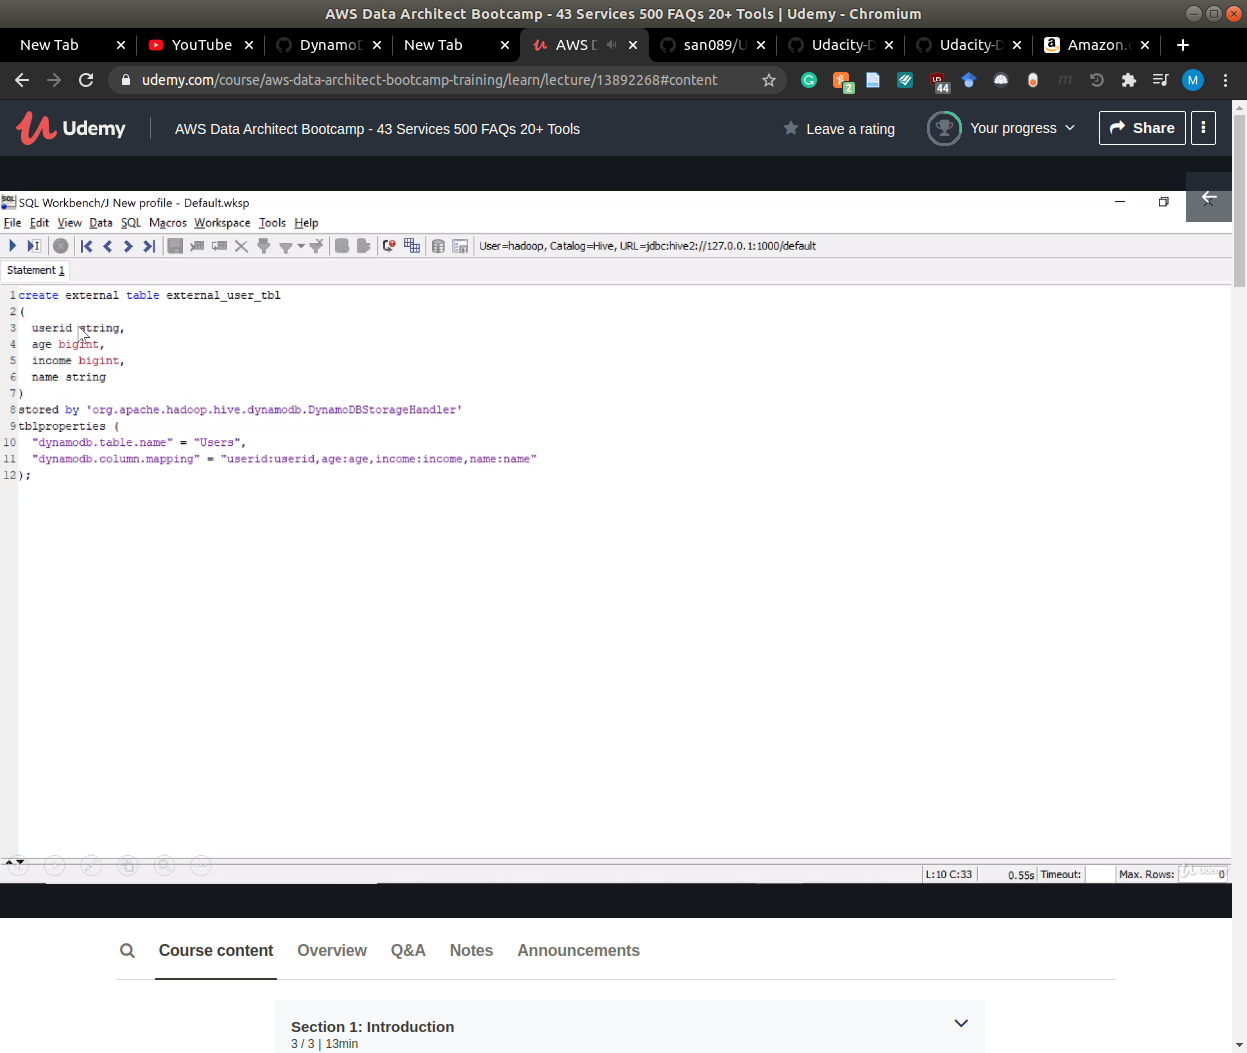 AWS Data Architect Bootcamp - 43 Services 500 FAQs 20+ Tools | Udemy - Chromium
New Tab YouTube Dynamo New Tab AWS san089/U Udacity-D Udacity-D Amazon.
udemy.com/course/aws-data-architect-bootcamp-training/learn/lecture/13892268#content 2 44 M
Udemy AWS Data Architect Bootcamp - 43 Services 500 FAQs 20+ Tools Leave a rating Your progress Share
SQL Workbench/J New profile - Default.wksp
File Edit View Data SQL Macros Workspace Tools Help
User=hadoop, Catalog=Hive, URL=jdbc:hive2://127.0.0.1:1000/default
Statement 1
1 create external table external_user_tbl
2 (
3 userid string,
4 age bigint,
5 income bigint,
6 name string
7 )
8 stored by 'org.apache.hadoop.hive.dynamodb.DynamoDBStorageHandler'
9 tblproperties (
10 "dynamodb.table.name" = "Users",
11 "dynamodb.column.mapping" = "userid:userid,age:age,income:income,name:name"
12 );
L:10 C:33 0.55s Timeout: Max. Rows: 0
Course content Overview Q&A Notes Announcements
Section 1: Introduction
3 / 3 | 13min